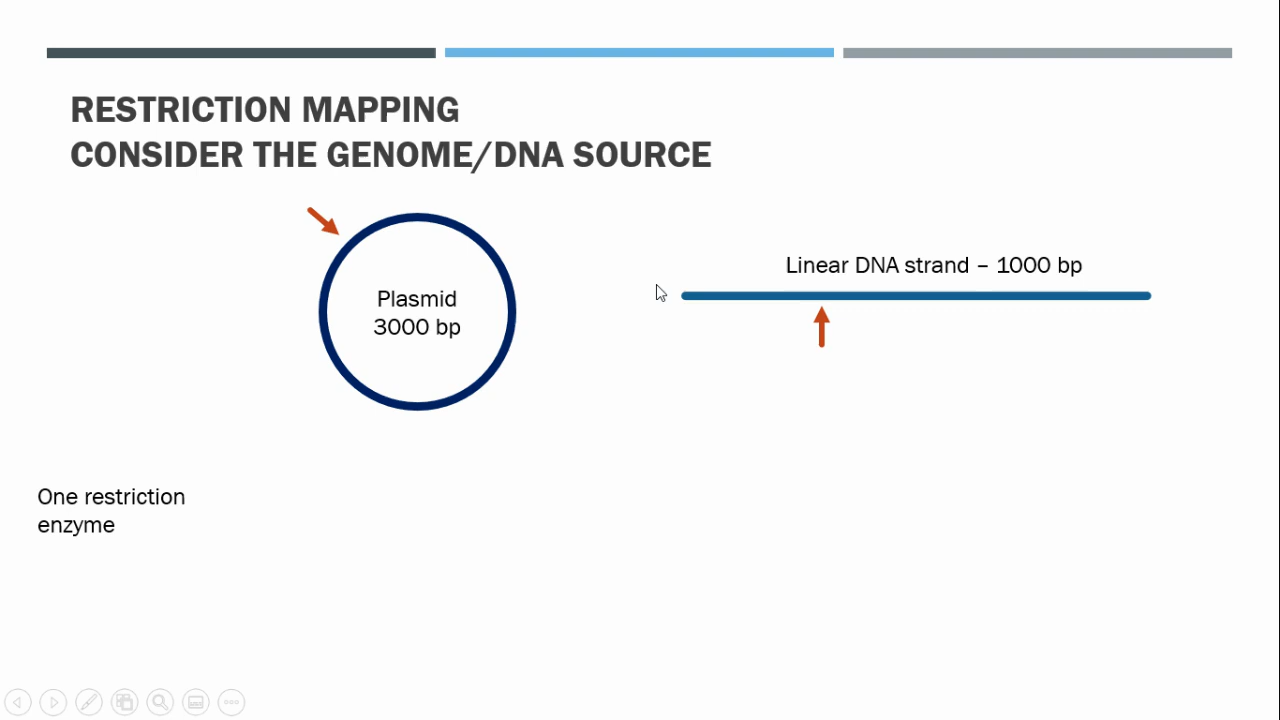 RESTRICTION MAPPING
CONSIDER THE GENOME/DNA SOURCE
Plasmid
3000 bp
Linear DNA strand – 1000 bp
One restriction
enzyme